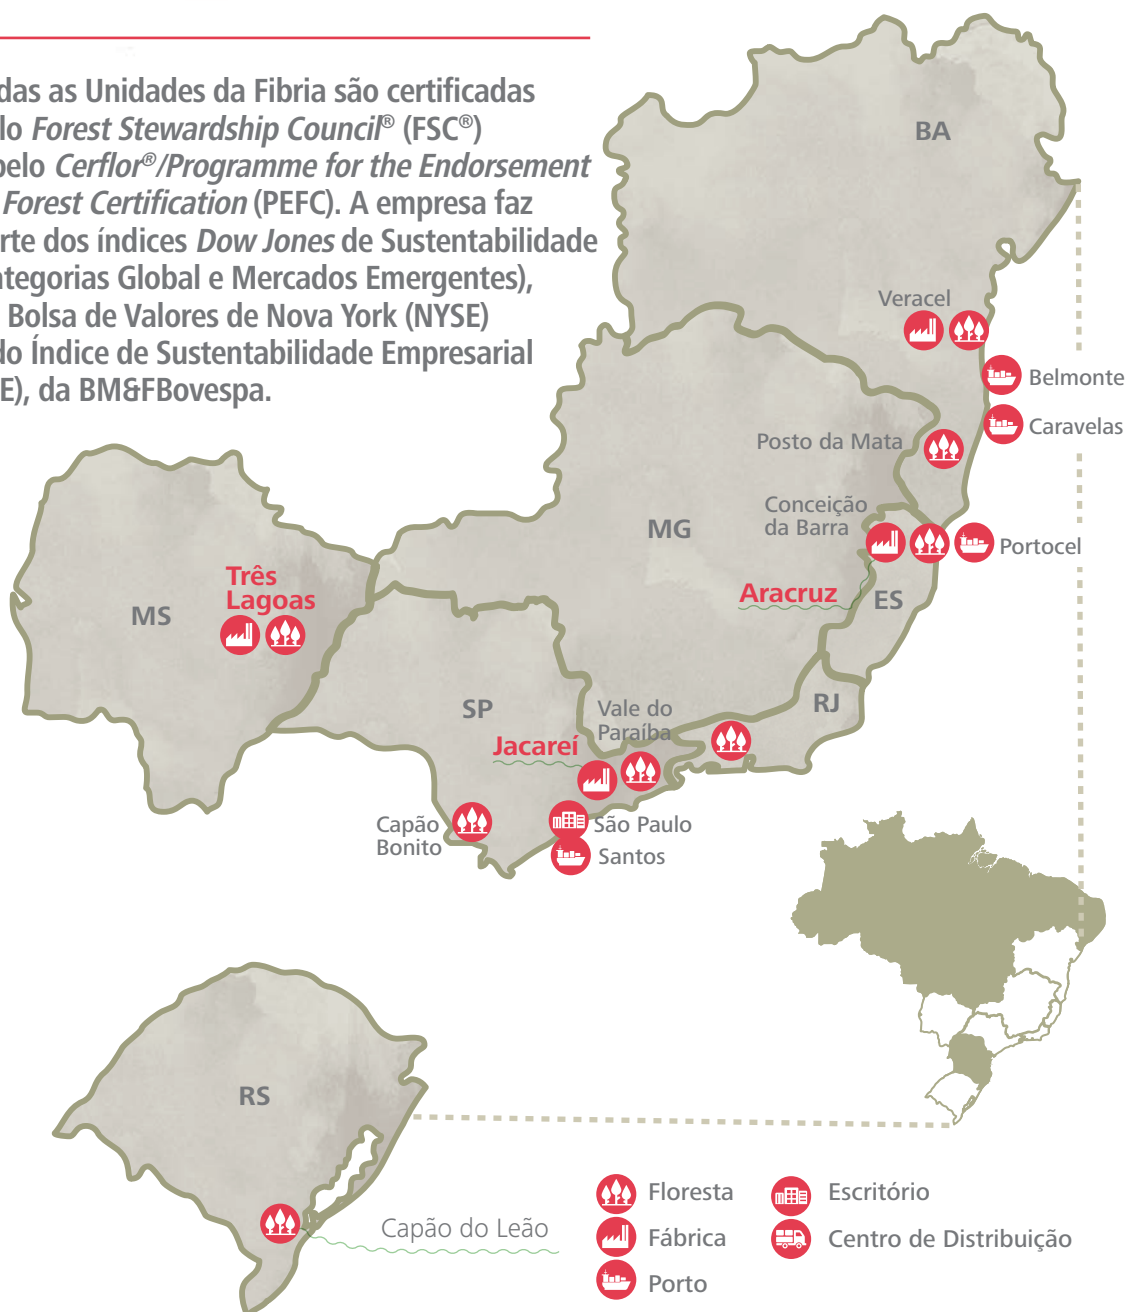 das as Unidades da Fibria são certificadas
lo Forest Stewardship Council® (FSC®)
pelo Cerflor®/Programme for the Endorsement
Forest Certification (PEFC). A empresa faz
rte dos índices Dow Jones de Sustentabilidade
ategorias Global e Mercados Emergentes),
Bolsa de Valores de Nova York (NYSE)
do Índice de Sustentabilidade Empresarial
E), da BM&FBovespa.
BA
Veracel
Belmonte
Caravelas
Posto da Mata
Conceição
da Barra
Portocel
MG
Aracruz
ES
Três
Lagoas
MS
SP
Vale do
Paraíba
RJ
Jacareí
Capão
Bonito
São Paulo
Santos
RS
Capão do Leão
Floresta
Fábrica
Porto
Escritório
Centro de Distribuição